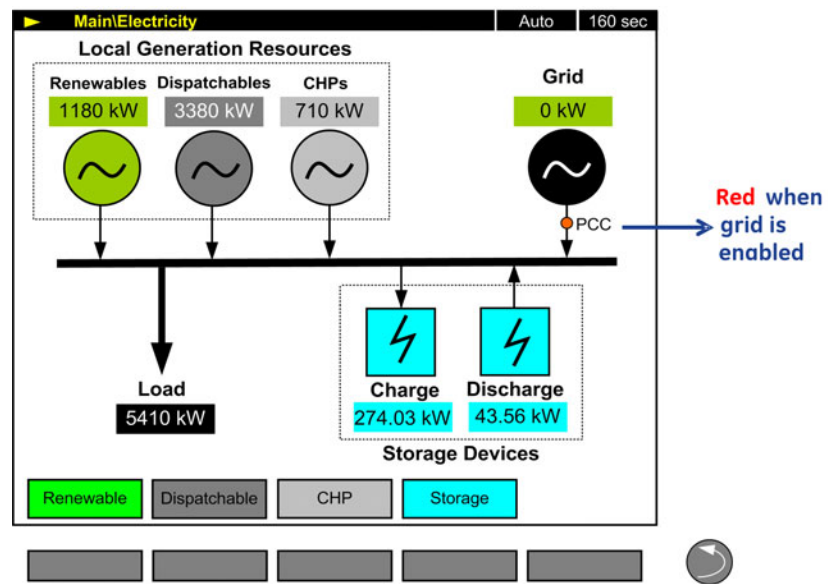 Main\Electricity
Auto
160 sec
Local Generation Resources
Renewables Dispatchables CHPs
1180 kW 3380 kW 710 kW
Grid
0 kW
PCC
Red when
grid is
enabled
Load
5410 kW
Charge Discharge
274.03 kW 43.56 kW
Storage Devices
Renewable Dispatchable CHP Storage